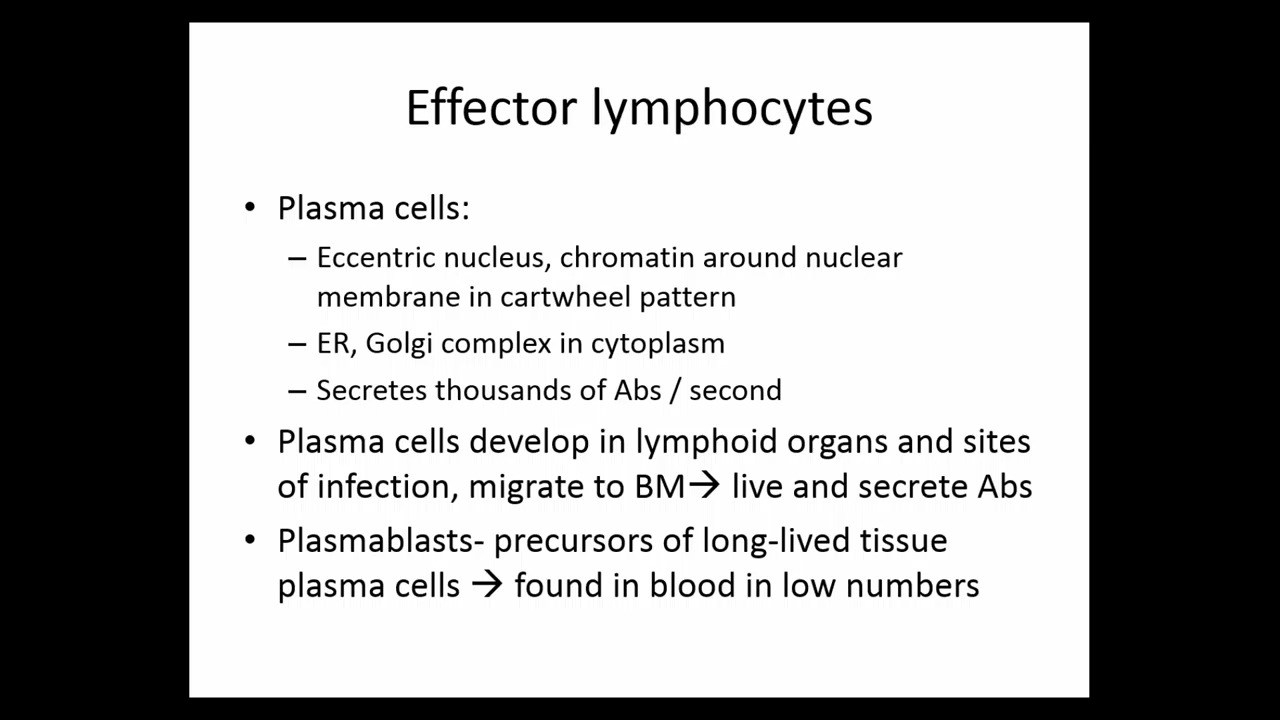 Effector lymphocytes
• Plasma cells:
– Eccentric nucleus, chromatin around nuclear
membrane in cartwheel pattern
– ER, Golgi complex in cytoplasm
– Secretes thousands of Abs / second
• Plasma cells develop in lymphoid organs and sites
of infection, migrate to BM→ live and secrete Abs
• Plasmablasts- precursors of long-lived tissue
plasma cells → found in blood in low numbers